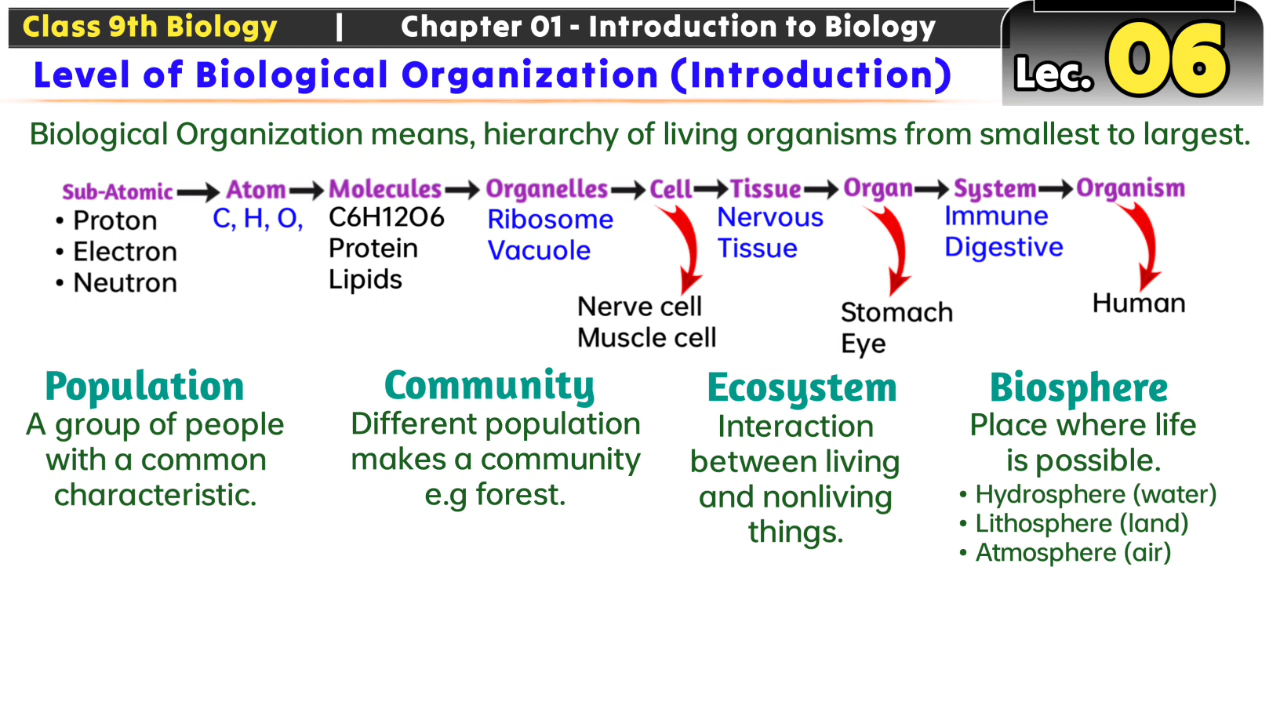 Class 9th Biology | Chapter 01 - Introduction to Biology
Lec. 06
Level of Biological Organization (Introduction)
Biological Organization means, hierarchy of living organisms from smallest to largest.
Sub-Atomic Atom Molecules Organelles Cell Tissue Organ System Organism
• Proton
• Electron
• Neutron
C, H, O,
C6H12O6
Protein
Lipids
Ribosome
Vacuole
Nerve cell
Muscle cell
Nervous
Tissue
Stomach
Eye
Immune
Digestive
Human
Population
A group of people
with a common
characteristic.
Community
Different population
makes a community
e.g forest.
Ecosystem
Interaction
between living
and nonliving
things.
Biosphere
Place where life
is possible.
• Hydrosphere (water)
• Lithosphere (land)
• Atmosphere (air)